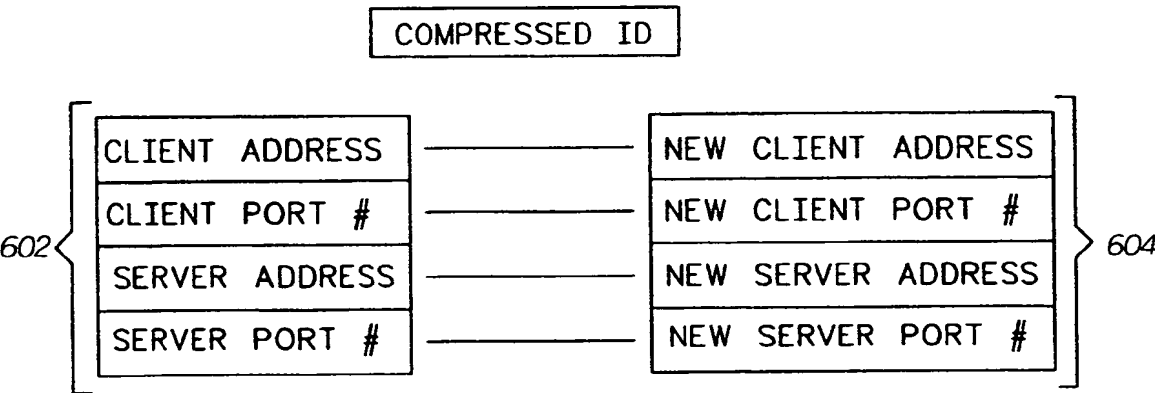 COMPRESSED ID
CLIENT ADDRESS NEW CLIENT ADDRESS
CLIENT PORT # NEW CLIENT PORT #
602 604
SERVER ADDRESS NEW SERVER ADDRESS
SERVER PORT # NEW SERVER PORT #